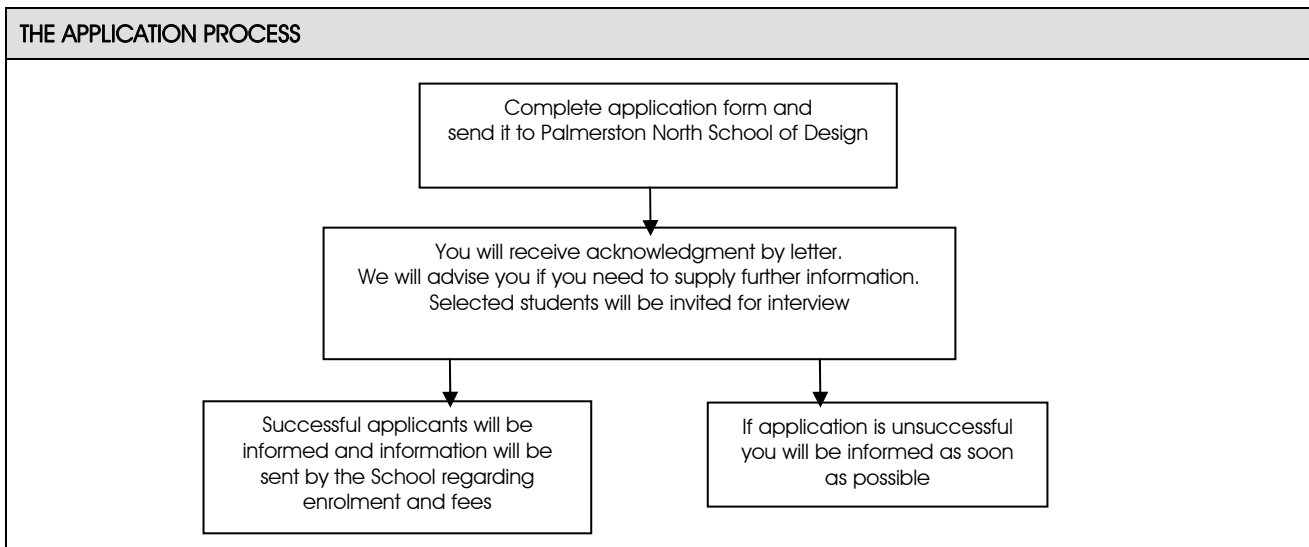 THE APPLICATION PROCESS
Complete application form and
send it to Palmerston North School of Design
You will receive acknowledgment by letter.
We will advise you if you need to supply further information.
Selected students will be invited for interview
Successful applicants will be
informed and information will be
sent by the School regarding
enrolment and fees
If application is unsuccessful
you will be informed as soon
as possible